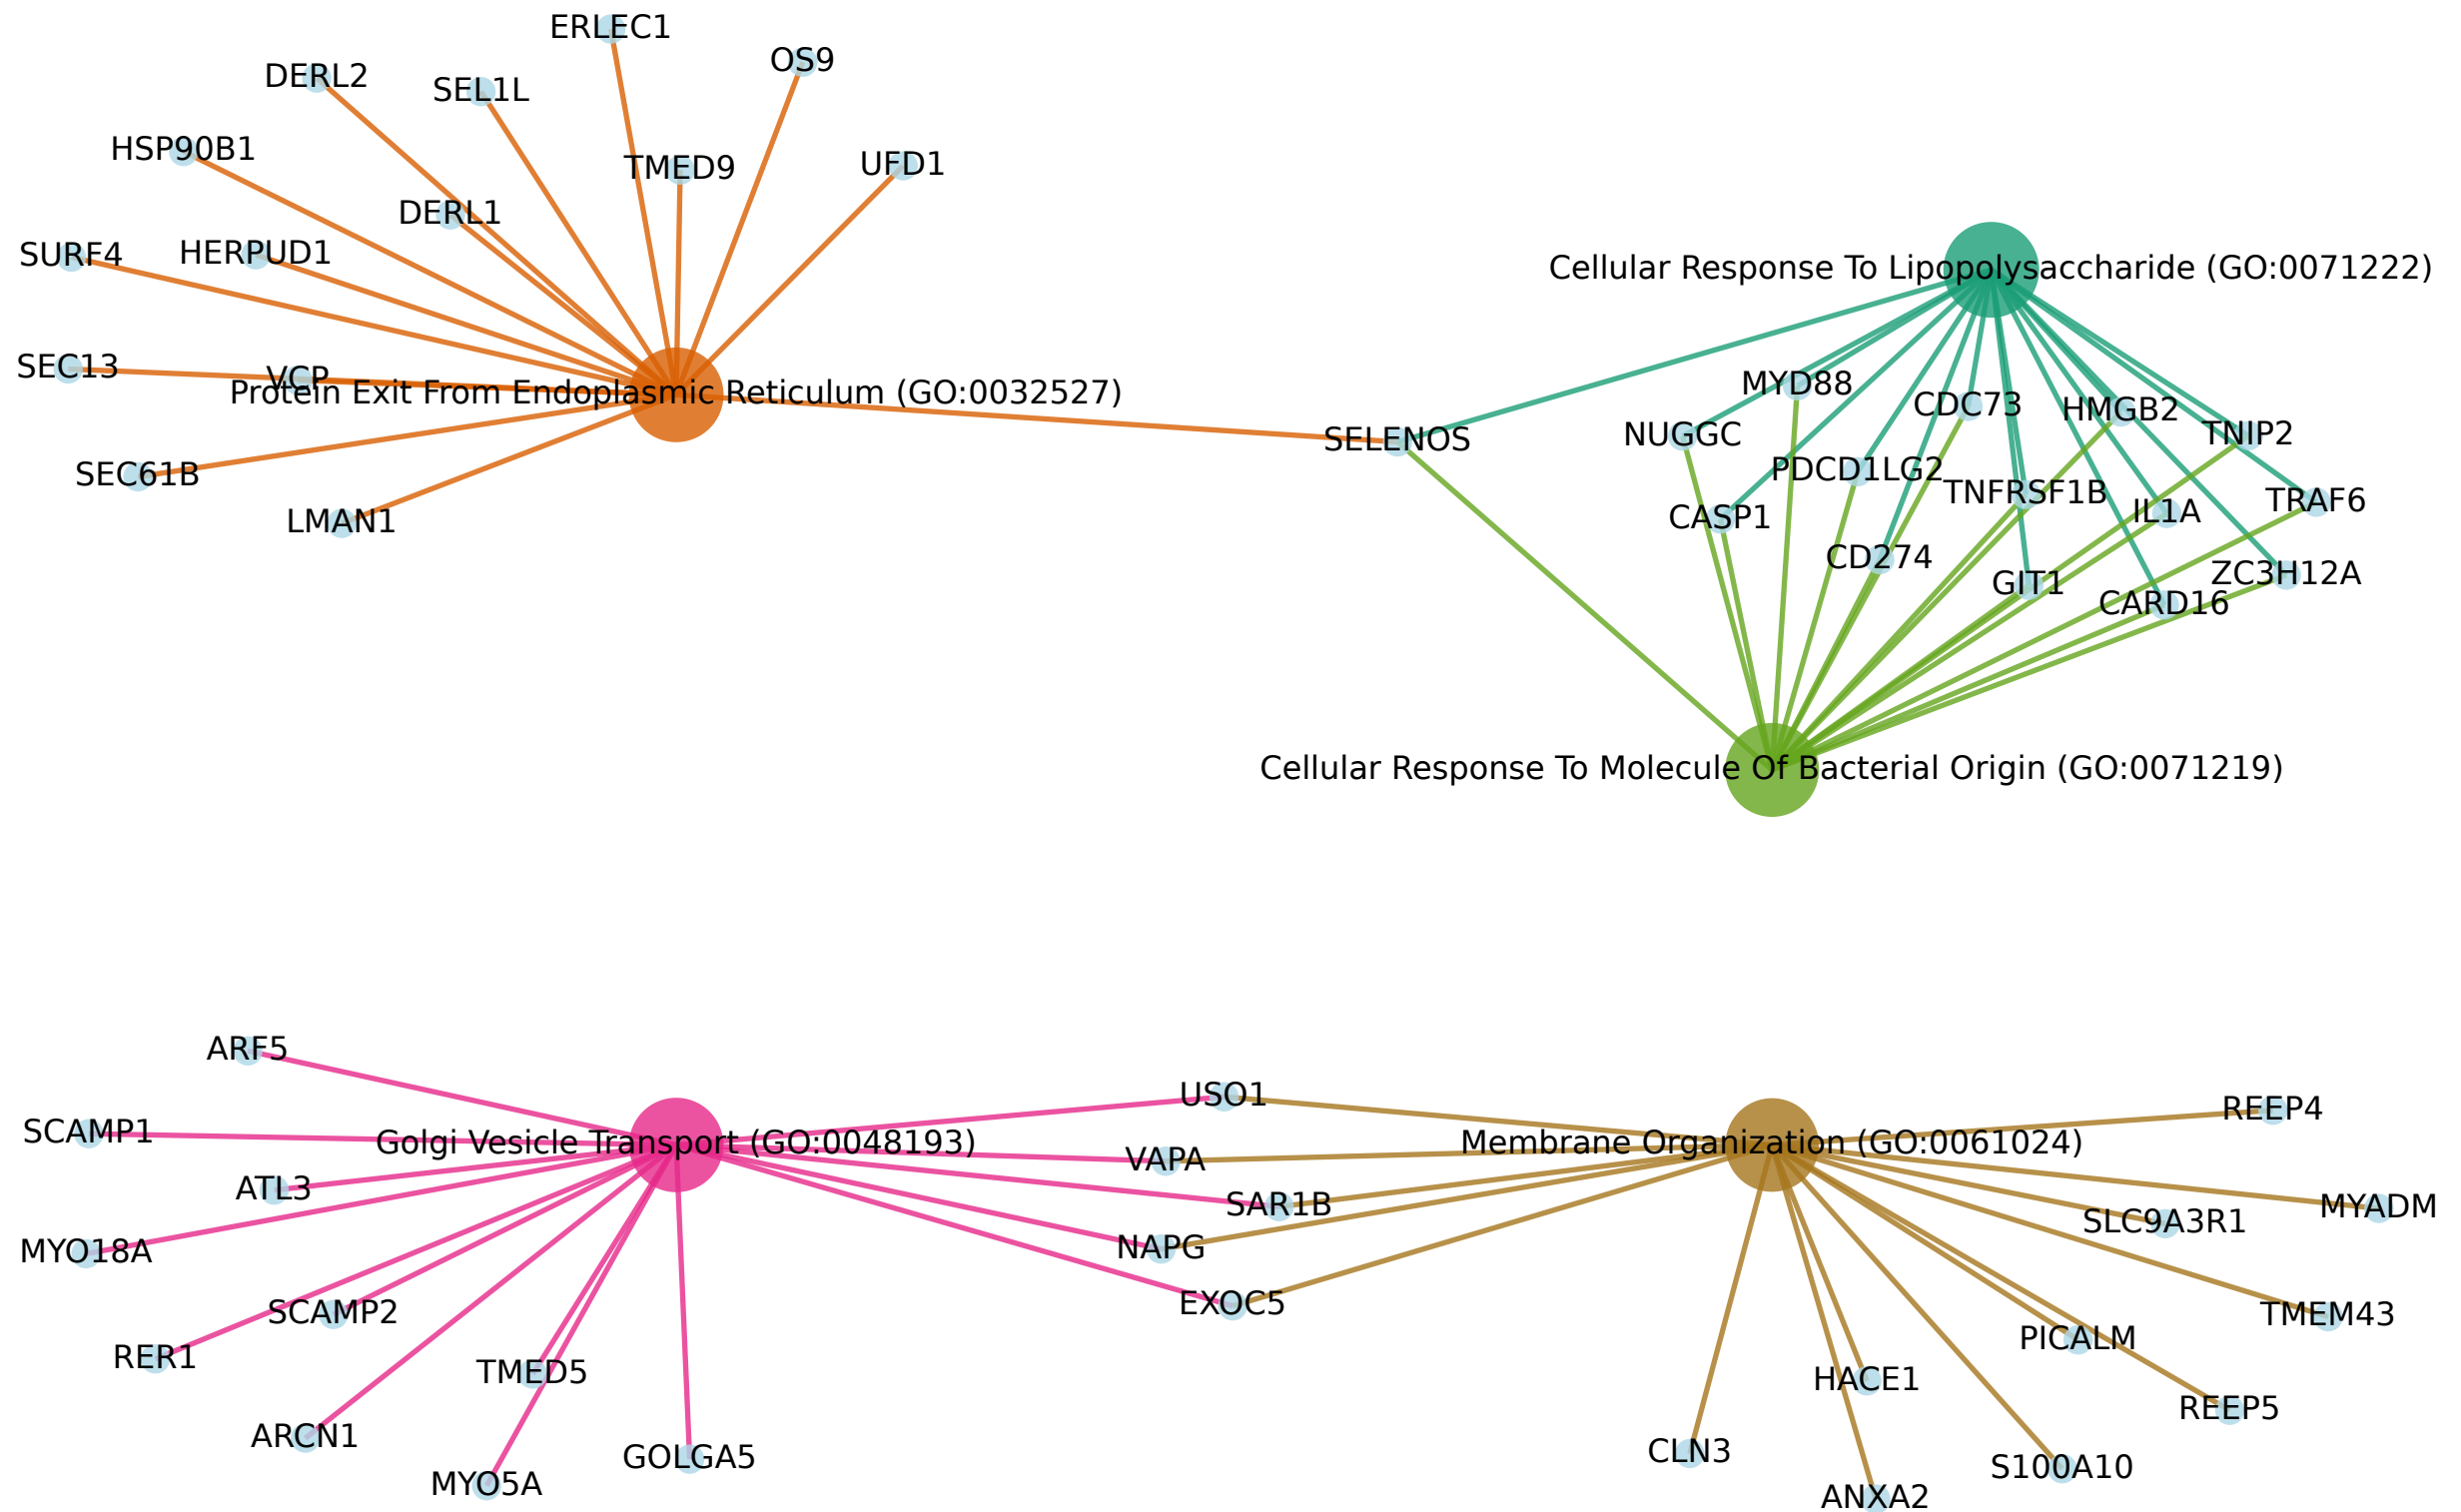 ERLEC1
OS9
DERL2
SEL1L
HSP90B1
TMED9
UFD1
DERL1
SURF4
HERPUD1
Cellular Response To Lipopolysaccharide (GO:0071222)
SEC13
VCP
Protein Exit From Endoplasmic Reticulum (GO:0032527)
MYD88
CDC73
HMGB2
NUGGC
TNIP2
SELENOS
PDCD1LG2
SEC61B
TNFRSF1B
TRAF6
IL1A
CASP1
LMAN1
CD274
ZC3H12A
GIT1
CARD16
Cellular Response To Molecule Of Bacterial Origin (GO:0071219)
ARF5
USO1
REEP4
SCAMP1
Golgi Vesicle Transport (GO:0048193)
Membrane Organization (GO:0061024)
VAPA
ATL3
SAR1B
MYADM
SLC9A3R1
NAPG
MYO18A
EXOC5
SCAMP2
TMEM43
PICALM
RER1
TMED5
HACE1
REEP5
ARCN1
CLN3
GOLGA5
S100A10
MYO5A
ANXA2